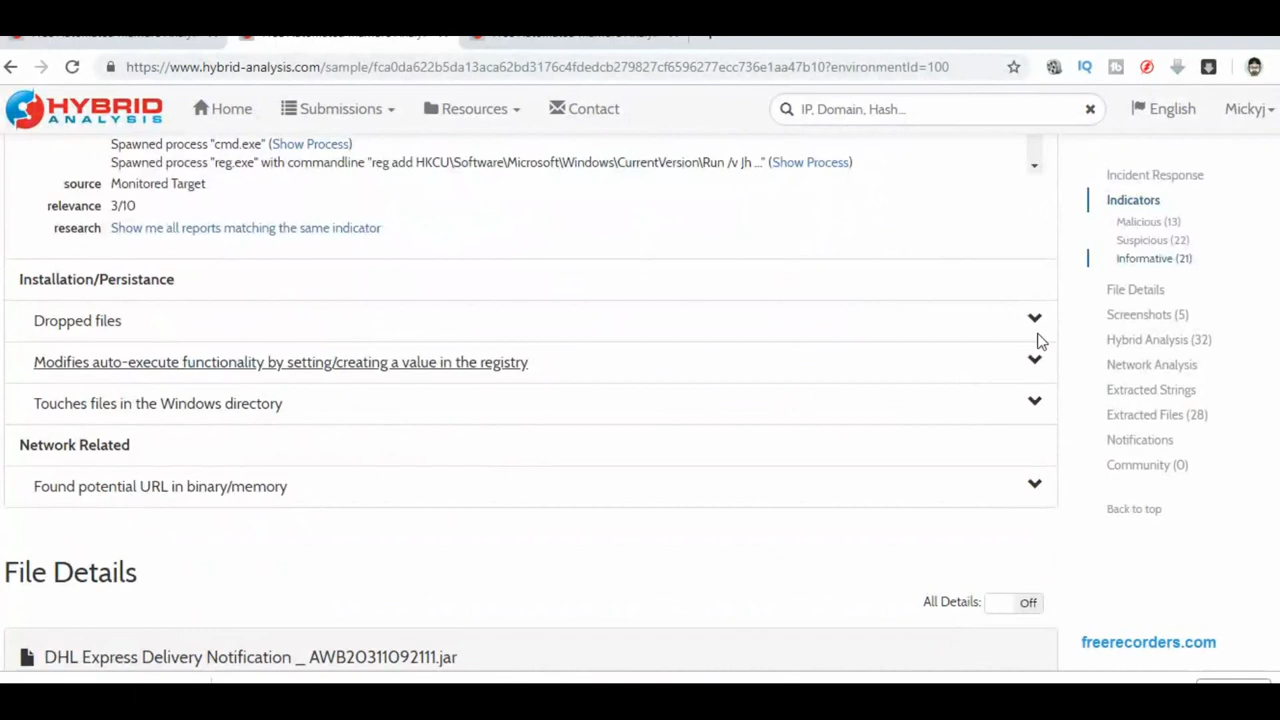 https://www.hybrid-analysis.com/sample/fca0da622b5da13aca62bd3176c4fdedcb279827cf6596277ecc736e1aa47b10?environmentId=100
HYBRID
ANALYSIS
Home
Submissions
Resources
Contact
IP, Domain, Hash...
English
Mickyj
Spawned process "cmd.exe" (Show Process)
Spawned process "reg.exe" with commandline "reg add HKCU\Software\Microsoft\Windows\CurrentVersion\Run /v Jh ..." (Show Process)
source Monitored Target
relevance 3/10
research Show me all reports matching the same indicator
Installation/Persistance
Dropped files
Modifies auto-execute functionality by setting/creating a value in the registry
Touches files in the Windows directory
Network Related
Found potential URL in binary/memory
File Details
All Details: Off
DHL Express Delivery Notification _ AWB20311092111.jar
Incident Response
Indicators
Malicious (13)
Suspicious (22)
Informative (21)
File Details
Screenshots (5)
Hybrid Analysis (32)
Network Analysis
Extracted Strings
Extracted Files (28)
Notifications
Community (0)
Back to top
freerecorders.com